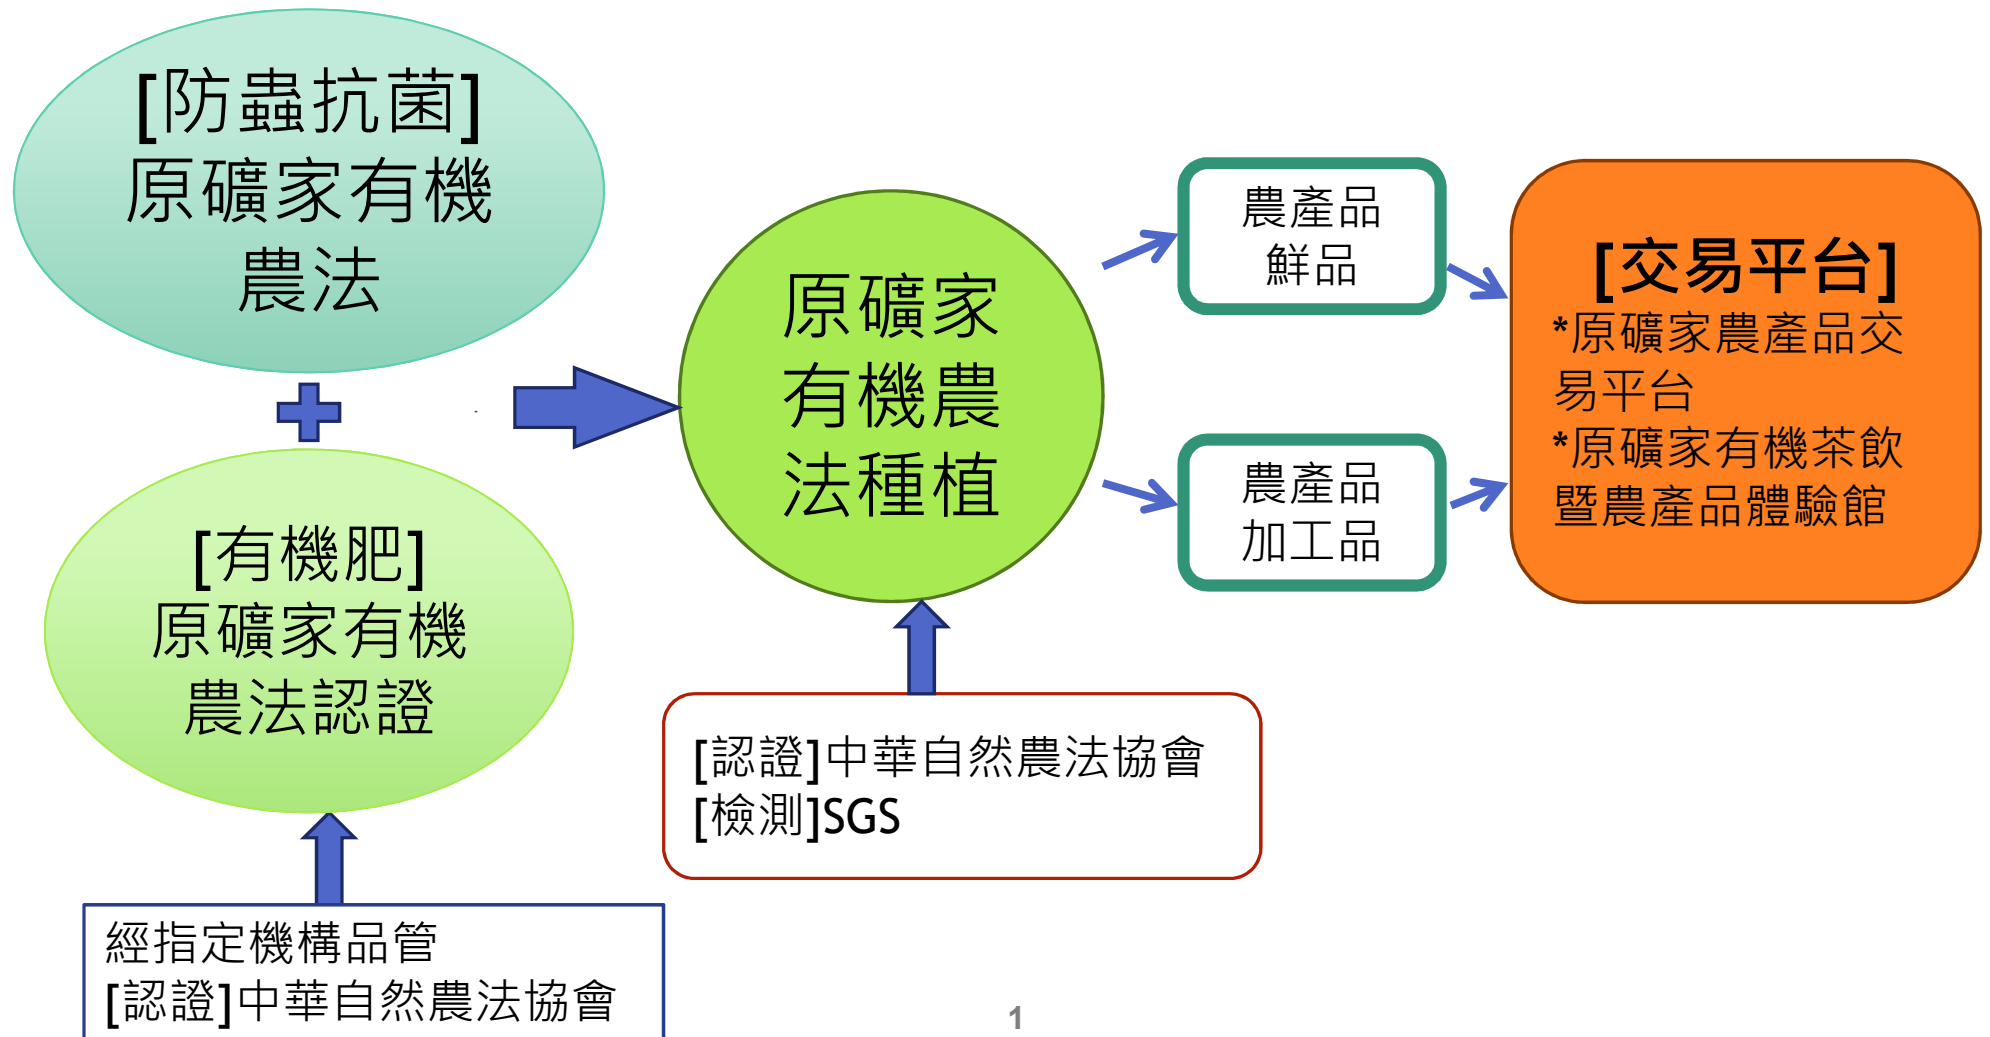 [防蟲抗菌]
原礦家有機
農法
[有機肥]
原礦家有機
農法認證
經指定機構品管
[認證]中華自然農法協會
原礦家
有機農
法種植
[認證]中華自然農法協會
[檢測]SGS
農產品
鮮品
農產品
加工品
[交易平台]
*原礦家農產品交
易平台
*原礦家有機茶飲
暨農產品體驗館
1